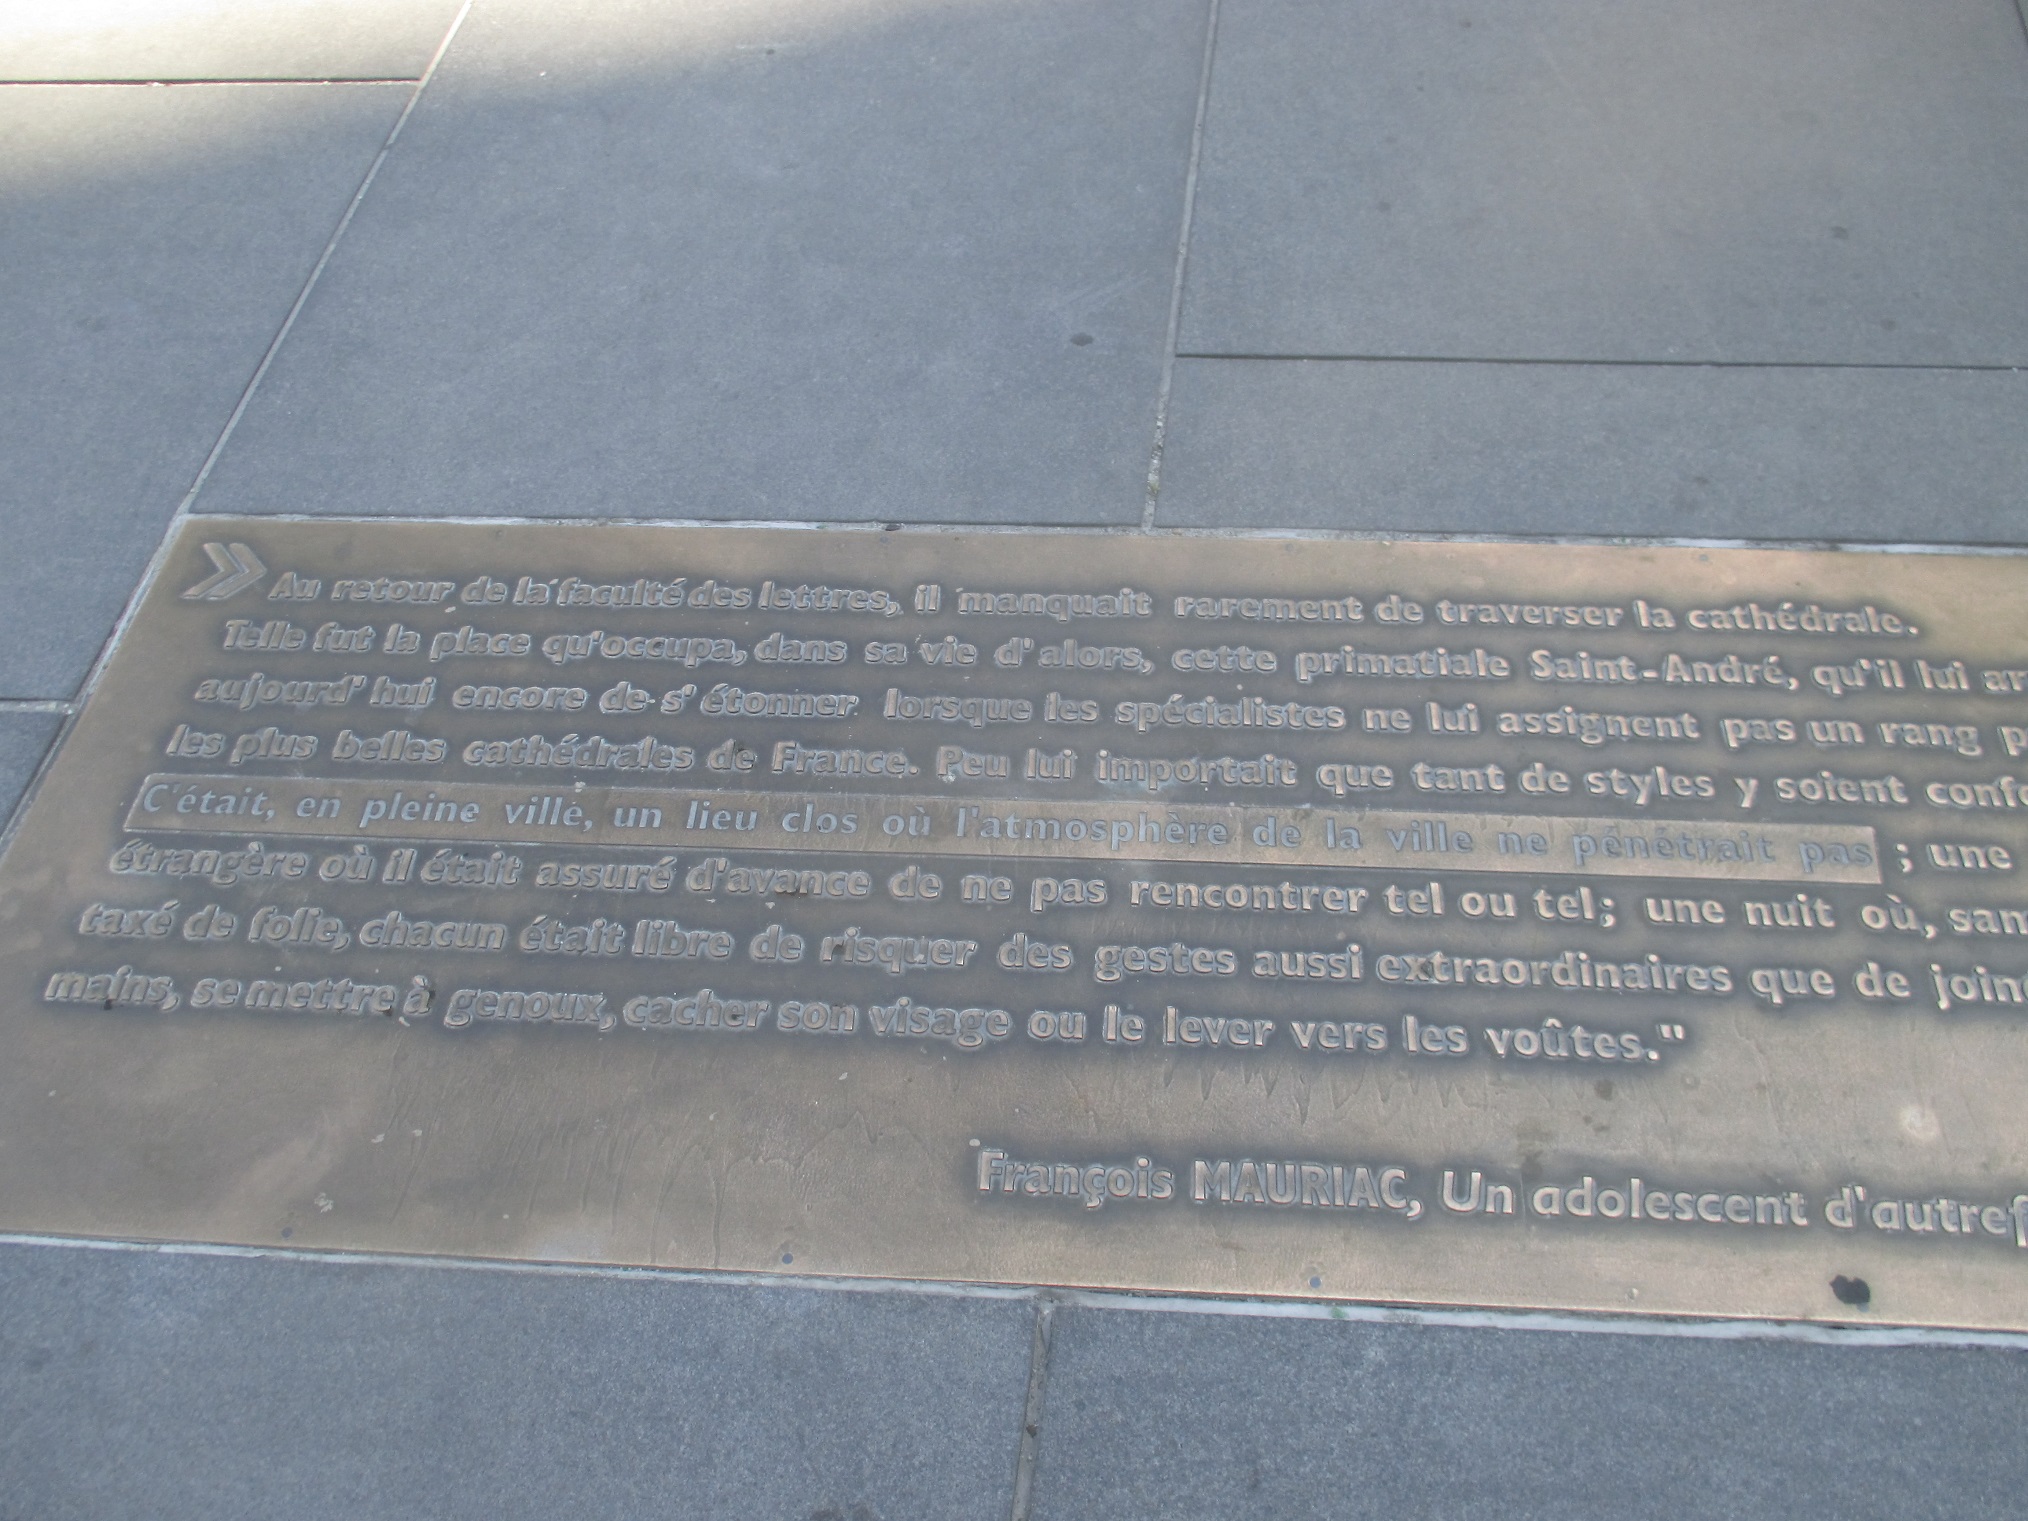 » Au retour de la faculté des lettres, il manquait rarement de traverser la cathédrale.
Telle fut la place qu'occupa, dans sa vie d'alors, cette primatiale Saint-André, qu'il lui
aujourd'hui encore de s'étonner lorsque les spécialistes ne lui assignent pas un rang
les plus belles cathédrales de France. Peu lui importait que tant de styles y soient
C'était, en pleine ville, un lieu clos où l'atmosphère de la ville ne pénétrait pas ; une
étrangère où il était assuré d'avance de ne pas rencontrer tel ou tel; une nuit où,
taxé de folie, chacun était libre de risquer des gestes aussi extraordinaires que de
mains, se mettre à genoux, cacher son visage ou le lever vers les voûtes."
François MAURIAC, Un adolescent